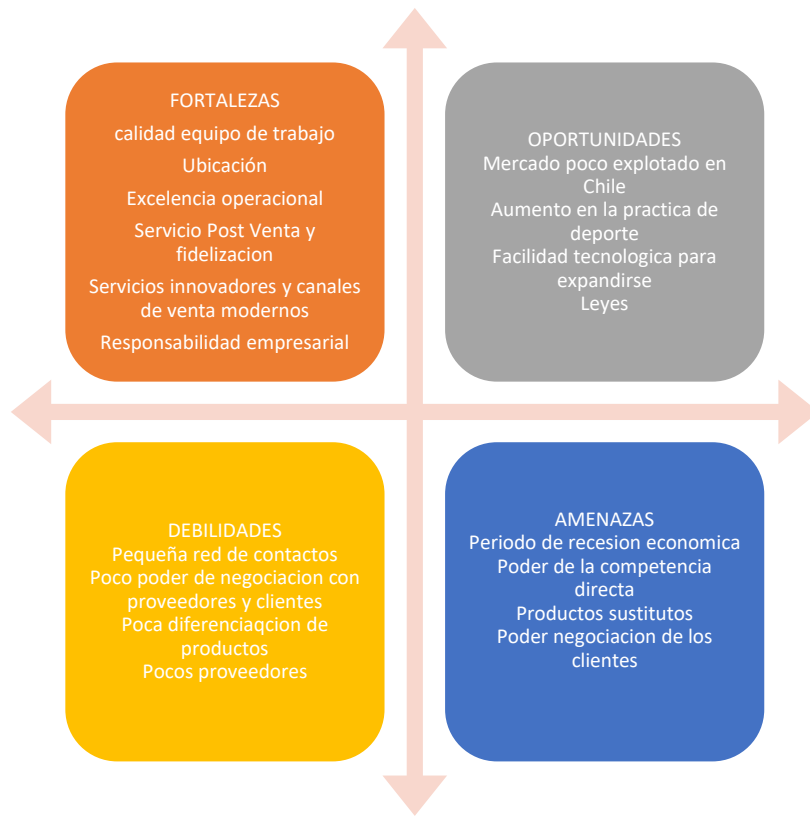 FORTALEZAS
calidad equipo de trabajo
Ubicación
Excelencia operacional
Servicio Post Venta y
fidelizacion
Servicios innovadores y canales
de venta modernos
Responsabilidad empresarial
OPORTUNIDADES
Mercado poco explotado en
Chile
Aumento en la practica de
deporte
Facilidad tecnologica para
expandirse
Leyes
DEBILIDADES
Pequeña red de contactos
Poco poder de negociacion con
proveedores y clientes
Poca diferenciaqcion de
productos
Pocos proveedores
AMENAZAS
Periodo de recesion economica
Poder de la competencia
directa
Productos sustitutos
Poder negociacion de los
clientes